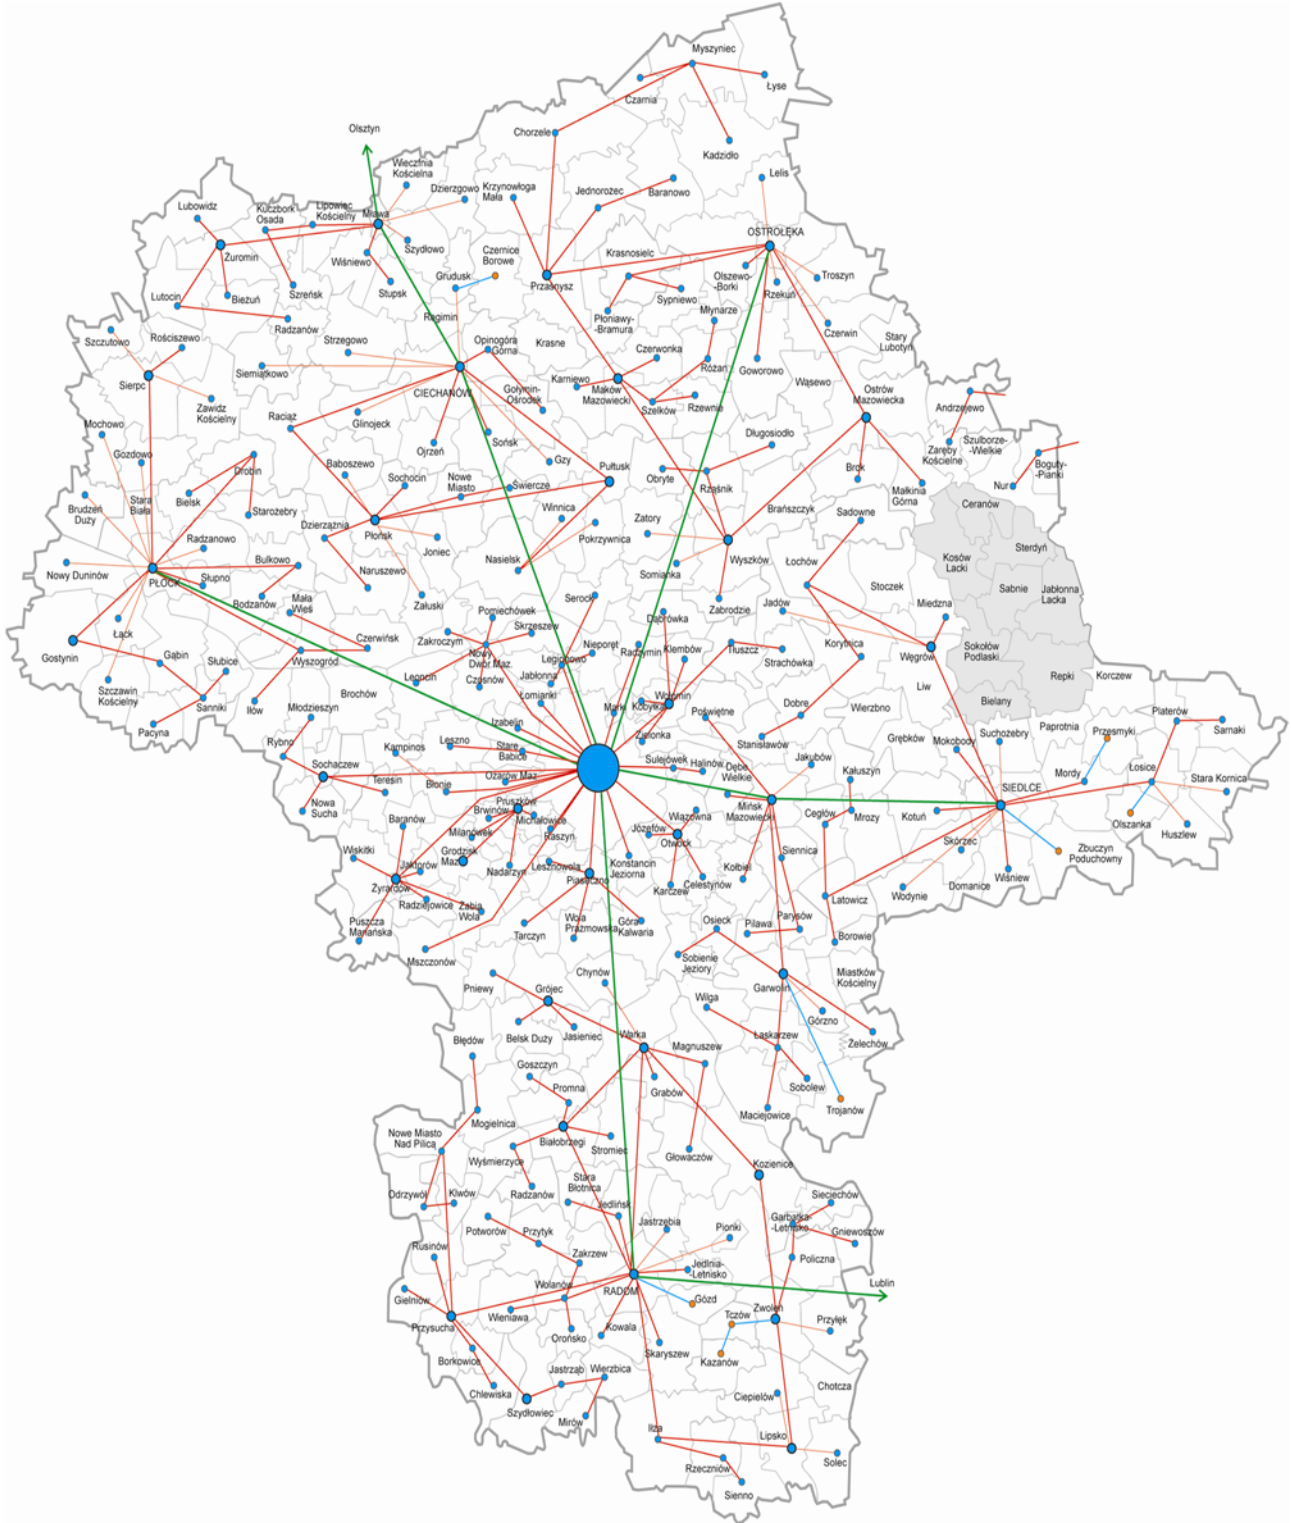 Myszyniec
Czarnia
Łyse
Olsztyn
Chorzele
Kadzidło
Wieczfnia
Kościelna
Dzierzgowo
Krzynowłoga
Mała
Jednorożec
Baranowo
Lelis
Lubowidz
Kuczbork
Osada
Lipowiec
Kościelny
Mława
Szydłowo
Czernice
Borowe
Krasnosielc
OSTROŁĘKA
Żuromin
Wiśniewo
Grudusk
Przasnysz
Olszewo-
-Borki
Troszyn
Rzekuń
Lutocin
Bieżuń
Szreńsk
Stupsk
Sypniewo
Młynarze
Radzanów
Regimin
Płoniawy-
-Bramura
Czerwin
Stary
Lubotyń
Szczutowo
Rościszewo
Strzegowo
Opinogóra
Górna
Krasne
Czerwonka
Różan
Goworowo
Wąsewo
Sierpc
Siemiątkowo
CIECHANÓW
Gołymin-
Ośrodek
Karniewo
Maków
Mazowiecki
Szelków
Rzewnie
Ostrów
Mazowiecka
Andrzejewo
Zawidz
Kościelny
Raciąż
Glinojeck
Mochowo
Gozdowo
Ojrzeń
Sońsk
Długosiodło
Zaręby
Kościelne
Szulborze-
-Wielkie
Drobin
Baboszewo
Sochocin
Nowe
Miasto
Gzy
Pułtusk
Obryte
Rząśnik
Brok
Małkinia
Górna
Boguty-
-Pianki
Nur
Świercze
Brudzeń
Duży
Stara
Biała
Bielsk
Starożeby
Dzierzążnia
Płońsk
Winnica
Zatory
Brańszczyk
Sadowne
Ceranów
Radzanowo
Joniec
Pokrzywnica
Wyszków
Sterdyń
Nowy Duninów
PŁOCK
Słupno
Bulkowo
Naruszewo
Nasielsk
Somianka
Łochów
Kosów
Lacki
Stoczek
Sabnie
Jabłonna
Lacka
Bodzanów
Mała
Wieś
Załuski
Serock
Zabrodzie
Jadów
Miedzna
Łąck
Czerwińsk
Pomiechówek
Skrzeszew
Dąbrówka
Zakroczym
Gostynin
Gąbin
Wyszogród
Nowy
Dwór Maz.
Legionowo
Nieporęt
Radzymin
Klembów
Tłuszcz
Strachówka
Korytnica
Węgrów
Sokołów
Podlaski
Repki
Korczew
Szczawin
Kościelny
Słubice
Sanniki
Iłów
Brochów
Leoncin
Czosnów
Jabłonna
Łomianki
Marki
Kobyłka
Wołomin
Poświętne
Dobre
Wierzbno
Liw
Bielany
Pacyna
Młodzieszyn
Izabelin
Zielonka
Stanisławów
Grębków
Mokobody
Suchożebry
Paprotnia
Przesmyki
Platerów
Sarnaki
Rybno
Kampinos
Leszno
Stare
Babice
Sulejówek
Halinów
Dębe
Wielkie
Jakubów
Kałuszyn
Sochaczew
Teresin
Błonie
Ożarów Maz.
Mordy
Łosice
Stara Kornica
Nowa
Sucha
Pruszków
Brwinów
Michałowice
Wiązowna
Mińsk
Mazowiecki
Cegłów
Mrozy
Kotuń
SIEDLCE
Olszanka
Huszlew
Baranów
Milanówek
Raszyn
Józefów
Otwock
Skórzec
Zbuczyn
Poduchowny
Wiskitki
Jaktorów
Grodzisk
Maz.
Nadarzyn
Lesznowola
Piaseczno
Konstancin
Jeziorna
Kołbiel
Siennica
Wiśniew
Żyrardów
Radziejowice
Żabia
Wola
Karczew
Celestynów
Latowicz
Wodynie
Domanice
Puszcza
Mariańska
Tarczyn
Wola
Prażmowska
Góra
Kalwaria
Osieck
Pilawa
Parysów
Borowie
Mszczonów
Sobienie
Jeziory
Pniewy
Grójec
Chynów
Garwolin
Miastków
Kościelny
Wilga
Górzno
Belsk Duży
Jasieniec
Warka
Magnuszew
Łaskarzew
Żelechów
Błędów
Goszczyn
Promna
Grabów
Sobolew
Maciejowice
Trojanów
Mogielnica
Nowe Miasto
Nad Pilicą
Białobrzegi
Stromiec
Wyśmierzyce
Głowaczów
Kozienice
Odrzywół
Klwów
Radzanów
Stara
Błotnica
Jedlińsk
Sieciechów
Garbatka
-Letnisko
Gniewoszów
Potworów
Przytyk
Jastrzębia
Pionki
Rusinów
Zakrzew
Policzna
Jedlnia-
-Letnisko
Wolanów
RADOM
Lublin
Gielniów
Wieniawa
Gózd
Tczów
Zwoleń
Przysucha
Orońsko
Kowala
Przyłęk
Skaryszew
Kazanów
Borkowice
Jastrząb
Wierzbica
Chlewiska
Ciepielów
Chotcza
Szydłowiec
Mirów
Iłża
Lipsko
Solec
Rzeczniów
Sienno